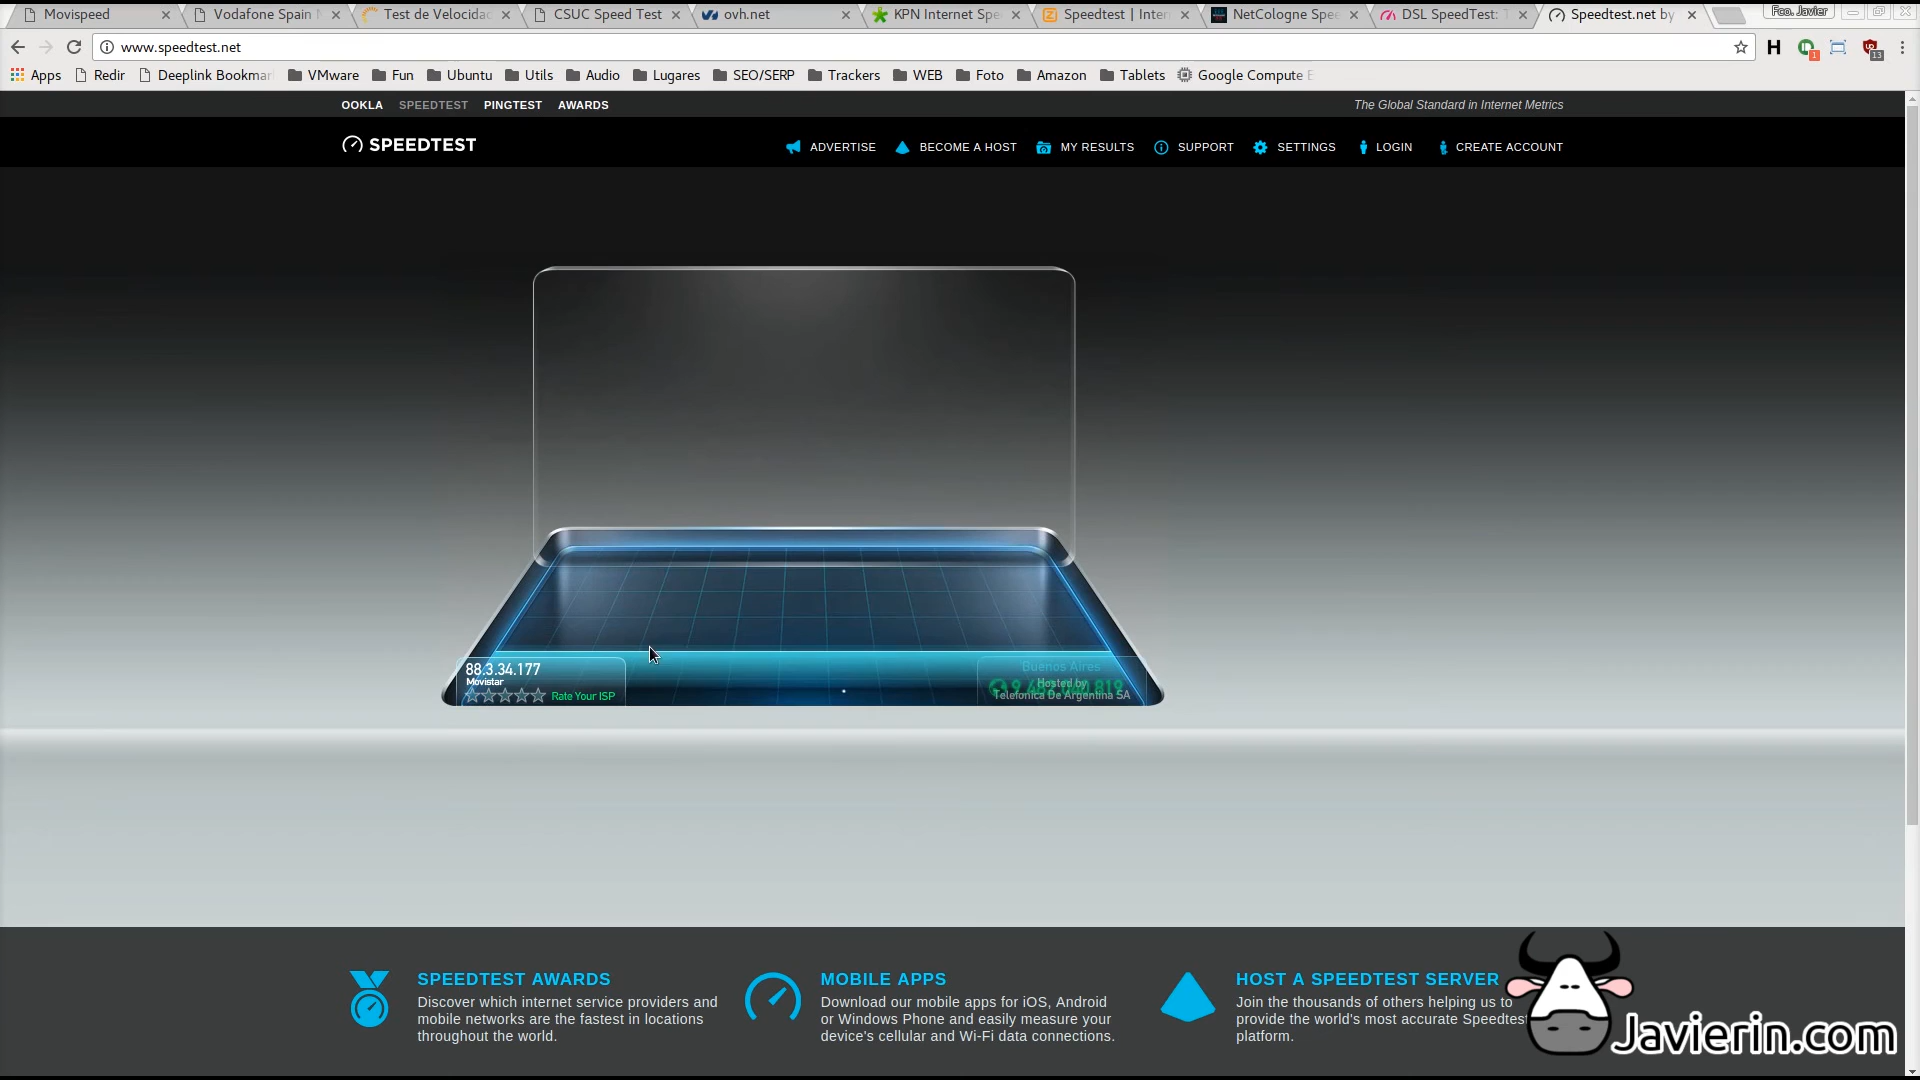 Movispeed
Vodafone Spain
Test de Velocidad
CSUC Speed Test
ovh.net
KPN Internet Spe
Speedtest | Inter
NetCologne Spee
DSL SpeedTest: T
Speedtest.net by
Fco. Javier
www.speedtest.net
1
13
Apps
Redir
Deeplink Bookmar
VMware
Fun
Ubuntu
Utils
Audio
Lugares
SEO/SERP
Trackers
WEB
Foto
Amazon
Tablets
Google Compute E
OOKLA
SPEEDTEST
PINGTEST
AWARDS
The Global Standard in Internet Metrics
SPEEDTEST
ADVERTISE
BECOME A HOST
MY RESULTS
SUPPORT
SETTINGS
LOGIN
CREATE ACCOUNT
88.3.34.177
Movistar
Rate Your ISP
Buenos Aires
Hosted by
Telefonica De Argentina SA
SPEEDTEST AWARDS
Discover which internet service providers and
mobile networks are the fastest in locations
throughout the world.
MOBILE APPS
Download our mobile apps for iOS, Android
or Windows Phone and easily measure your
device's cellular and Wi-Fi data connections.
HOST A SPEEDTEST SERVER
Join the thousands of others helping us to
provide the world's most accurate Speedtest
platform.
Javierin.com